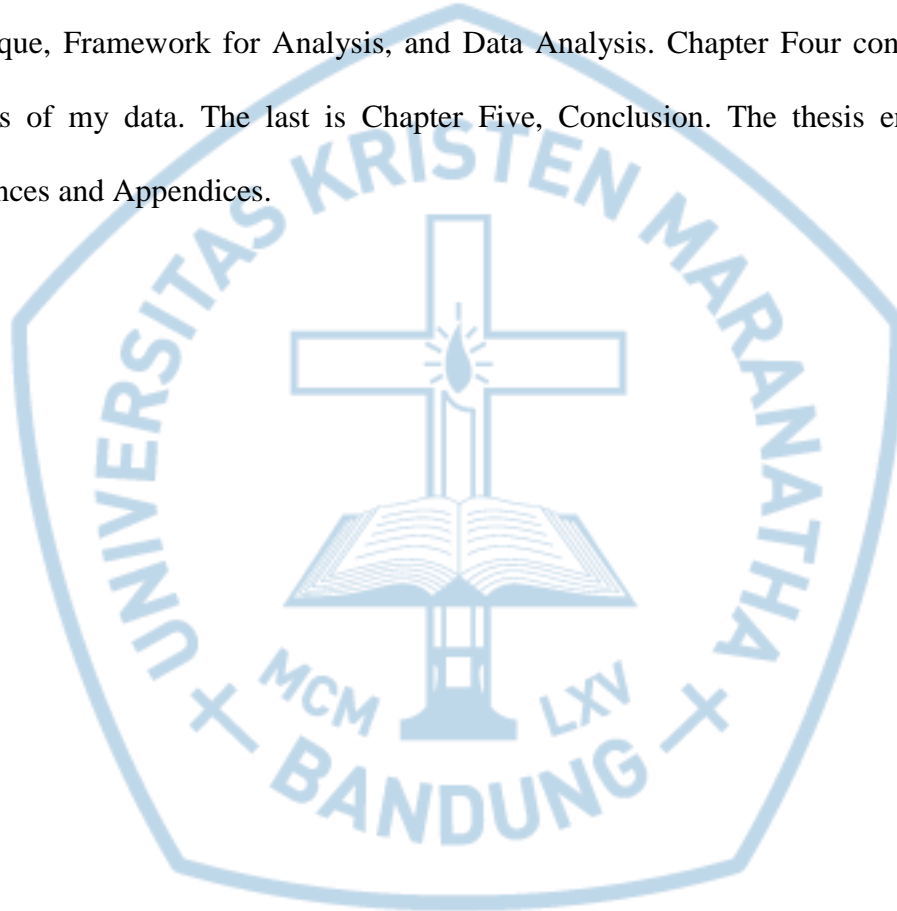 que, Framework for Analysis, and Data Analysis. Chapter Four con
s of my data. The last is Chapter Five, Conclusion. The thesis e
nces and Appendices.
UNIVERSITAS KRISTEN MARANATHA
MCM LXV
BANDUNG